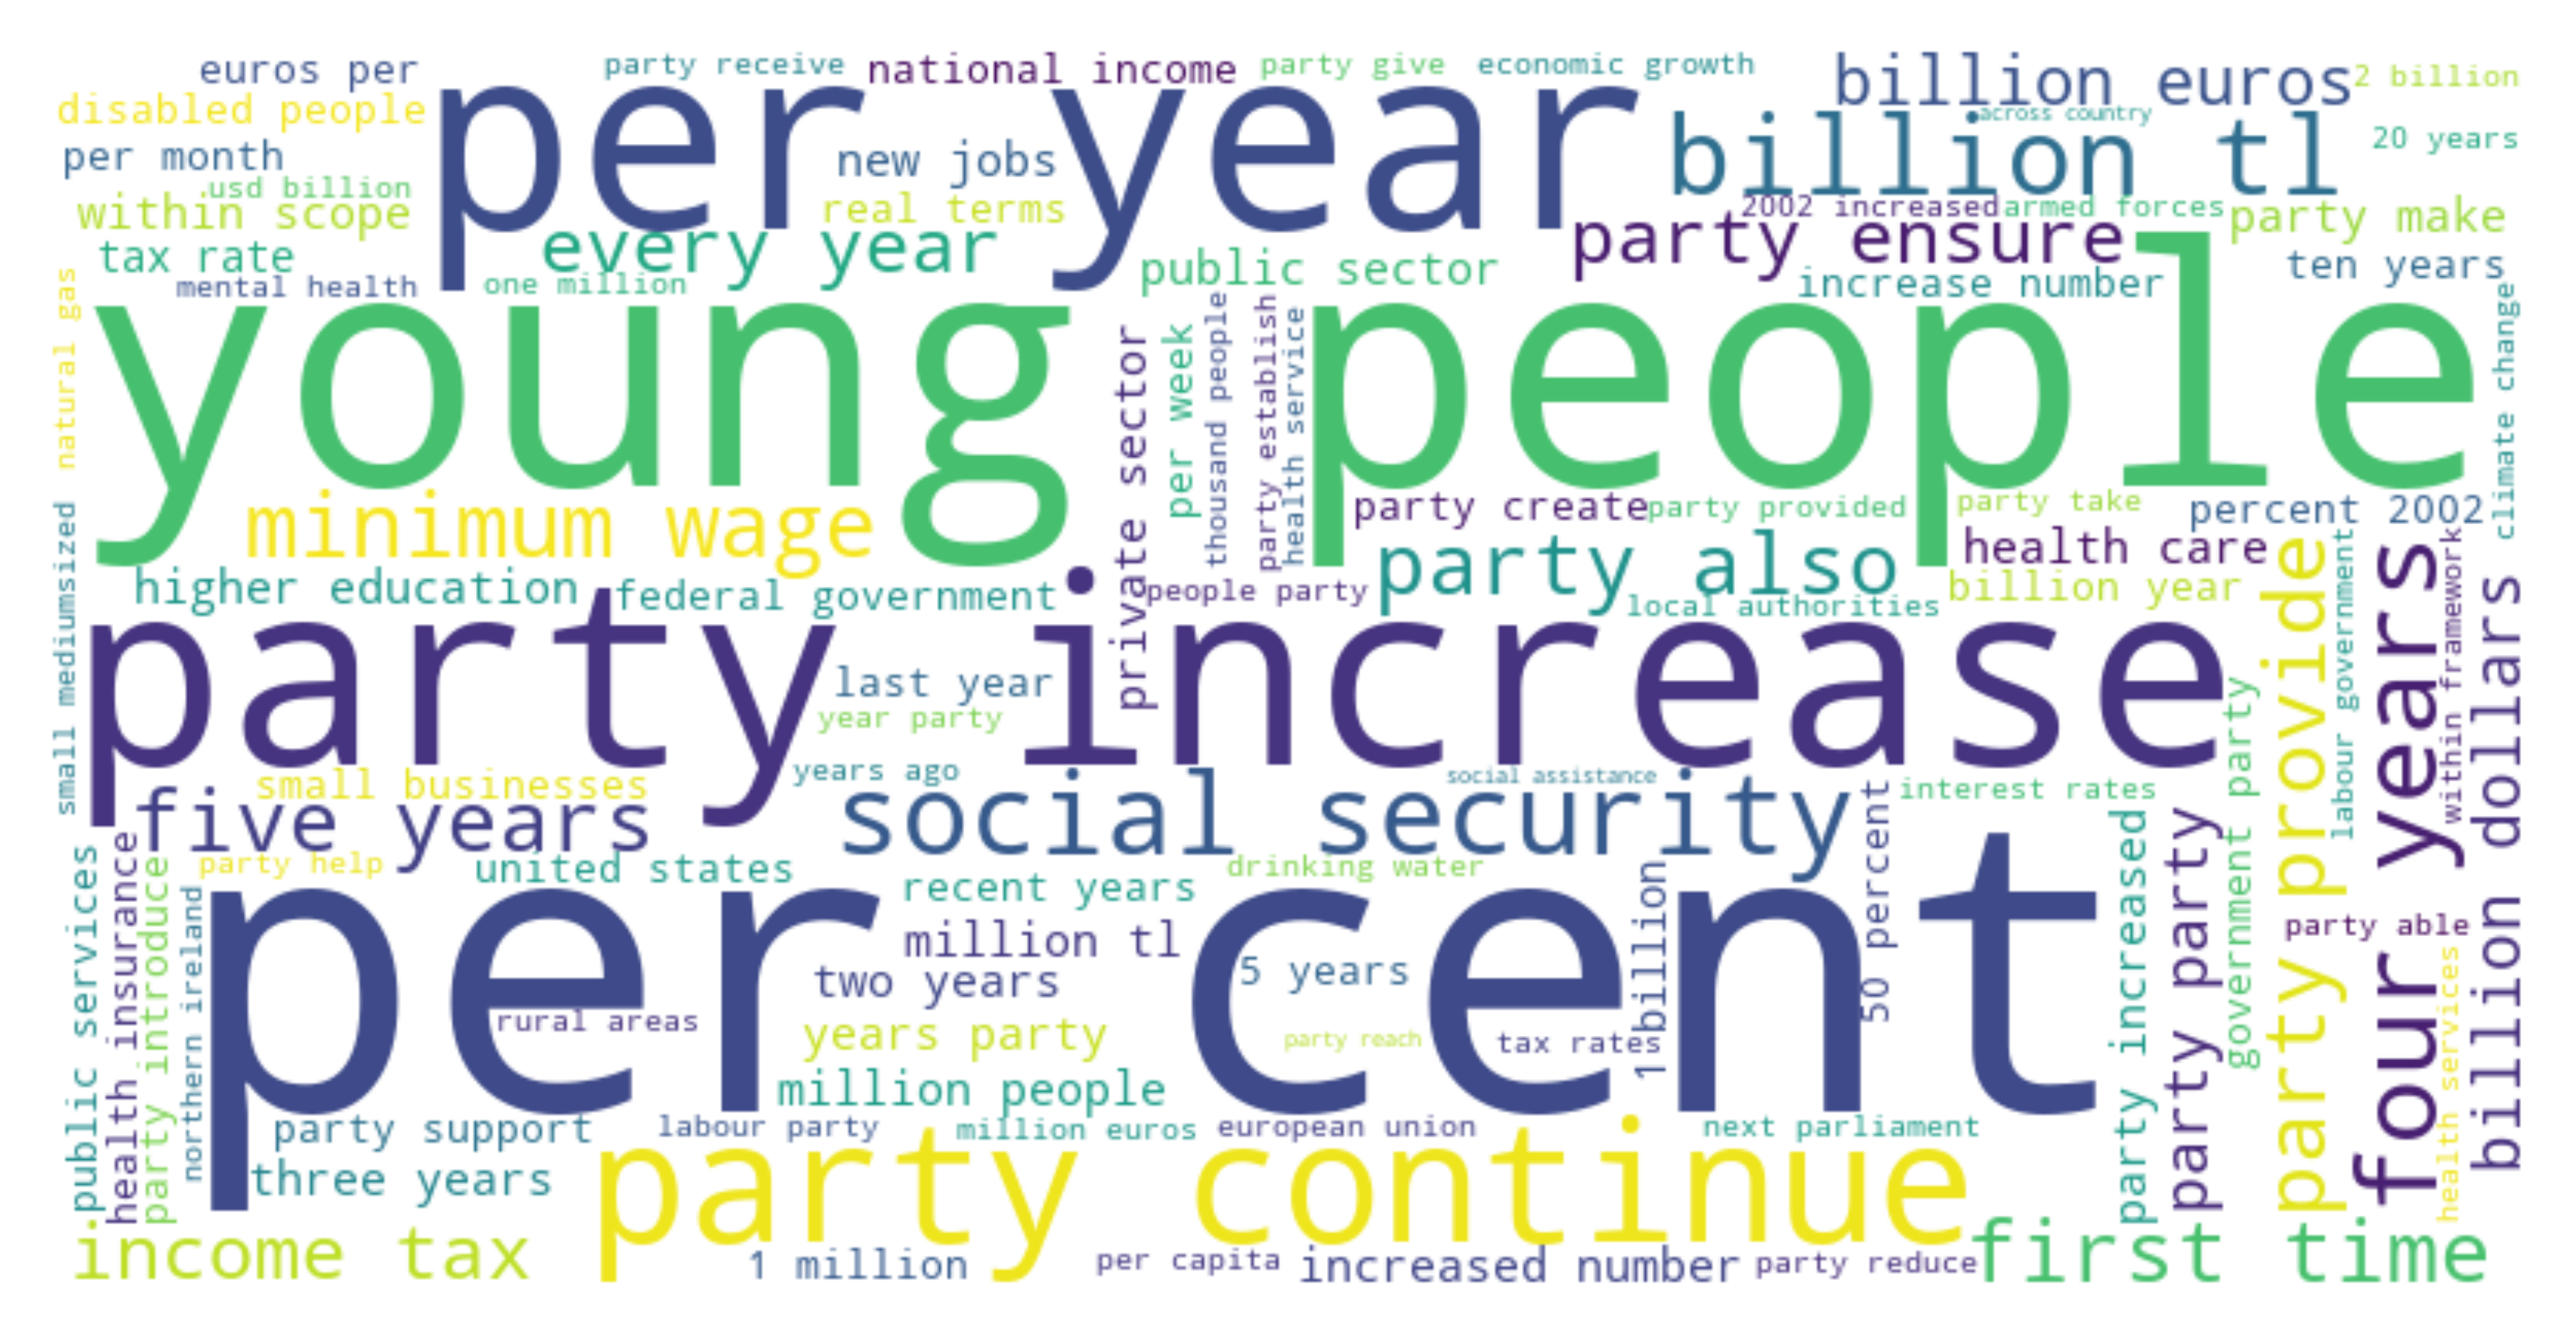 euros per
party receive
national income
party give
economic growth
billion euros
2 billion
disabled people
per year
across country
per month
new jobs
billion tl
20 years
usd billion
within scope
real terms
2002 increased
armed forces
party make
tax rate
every year
party ensure
public sector
ten years
mental health
one million
increase number
natural gas
young people
private sector
per week
thousand people
party establish
health service
climate change
minimum wage
party create
party provided
party take
percent 2002
small mediumsized
party also
health care
higher education
federal government
people party
billion year
local authorities
party increase
party provide
labour government
four years
within framework
billion dollars
last year
year party
government party
small businesses
years ago
social assistance
interest rates
five years
social security
50 percent
party increased
party party
party help
united states
drinking water
recent years
public services
health insurance
party introduce
northern ireland
per cent
million tl
1 billion
party able
two years
5 years
health services
rural areas
years party
party reach
tax rates
million people
party support
labour party
million euros
european union
next parliament
three years
party continue
income tax
first time
1 million
per capita
increased number
party reduce